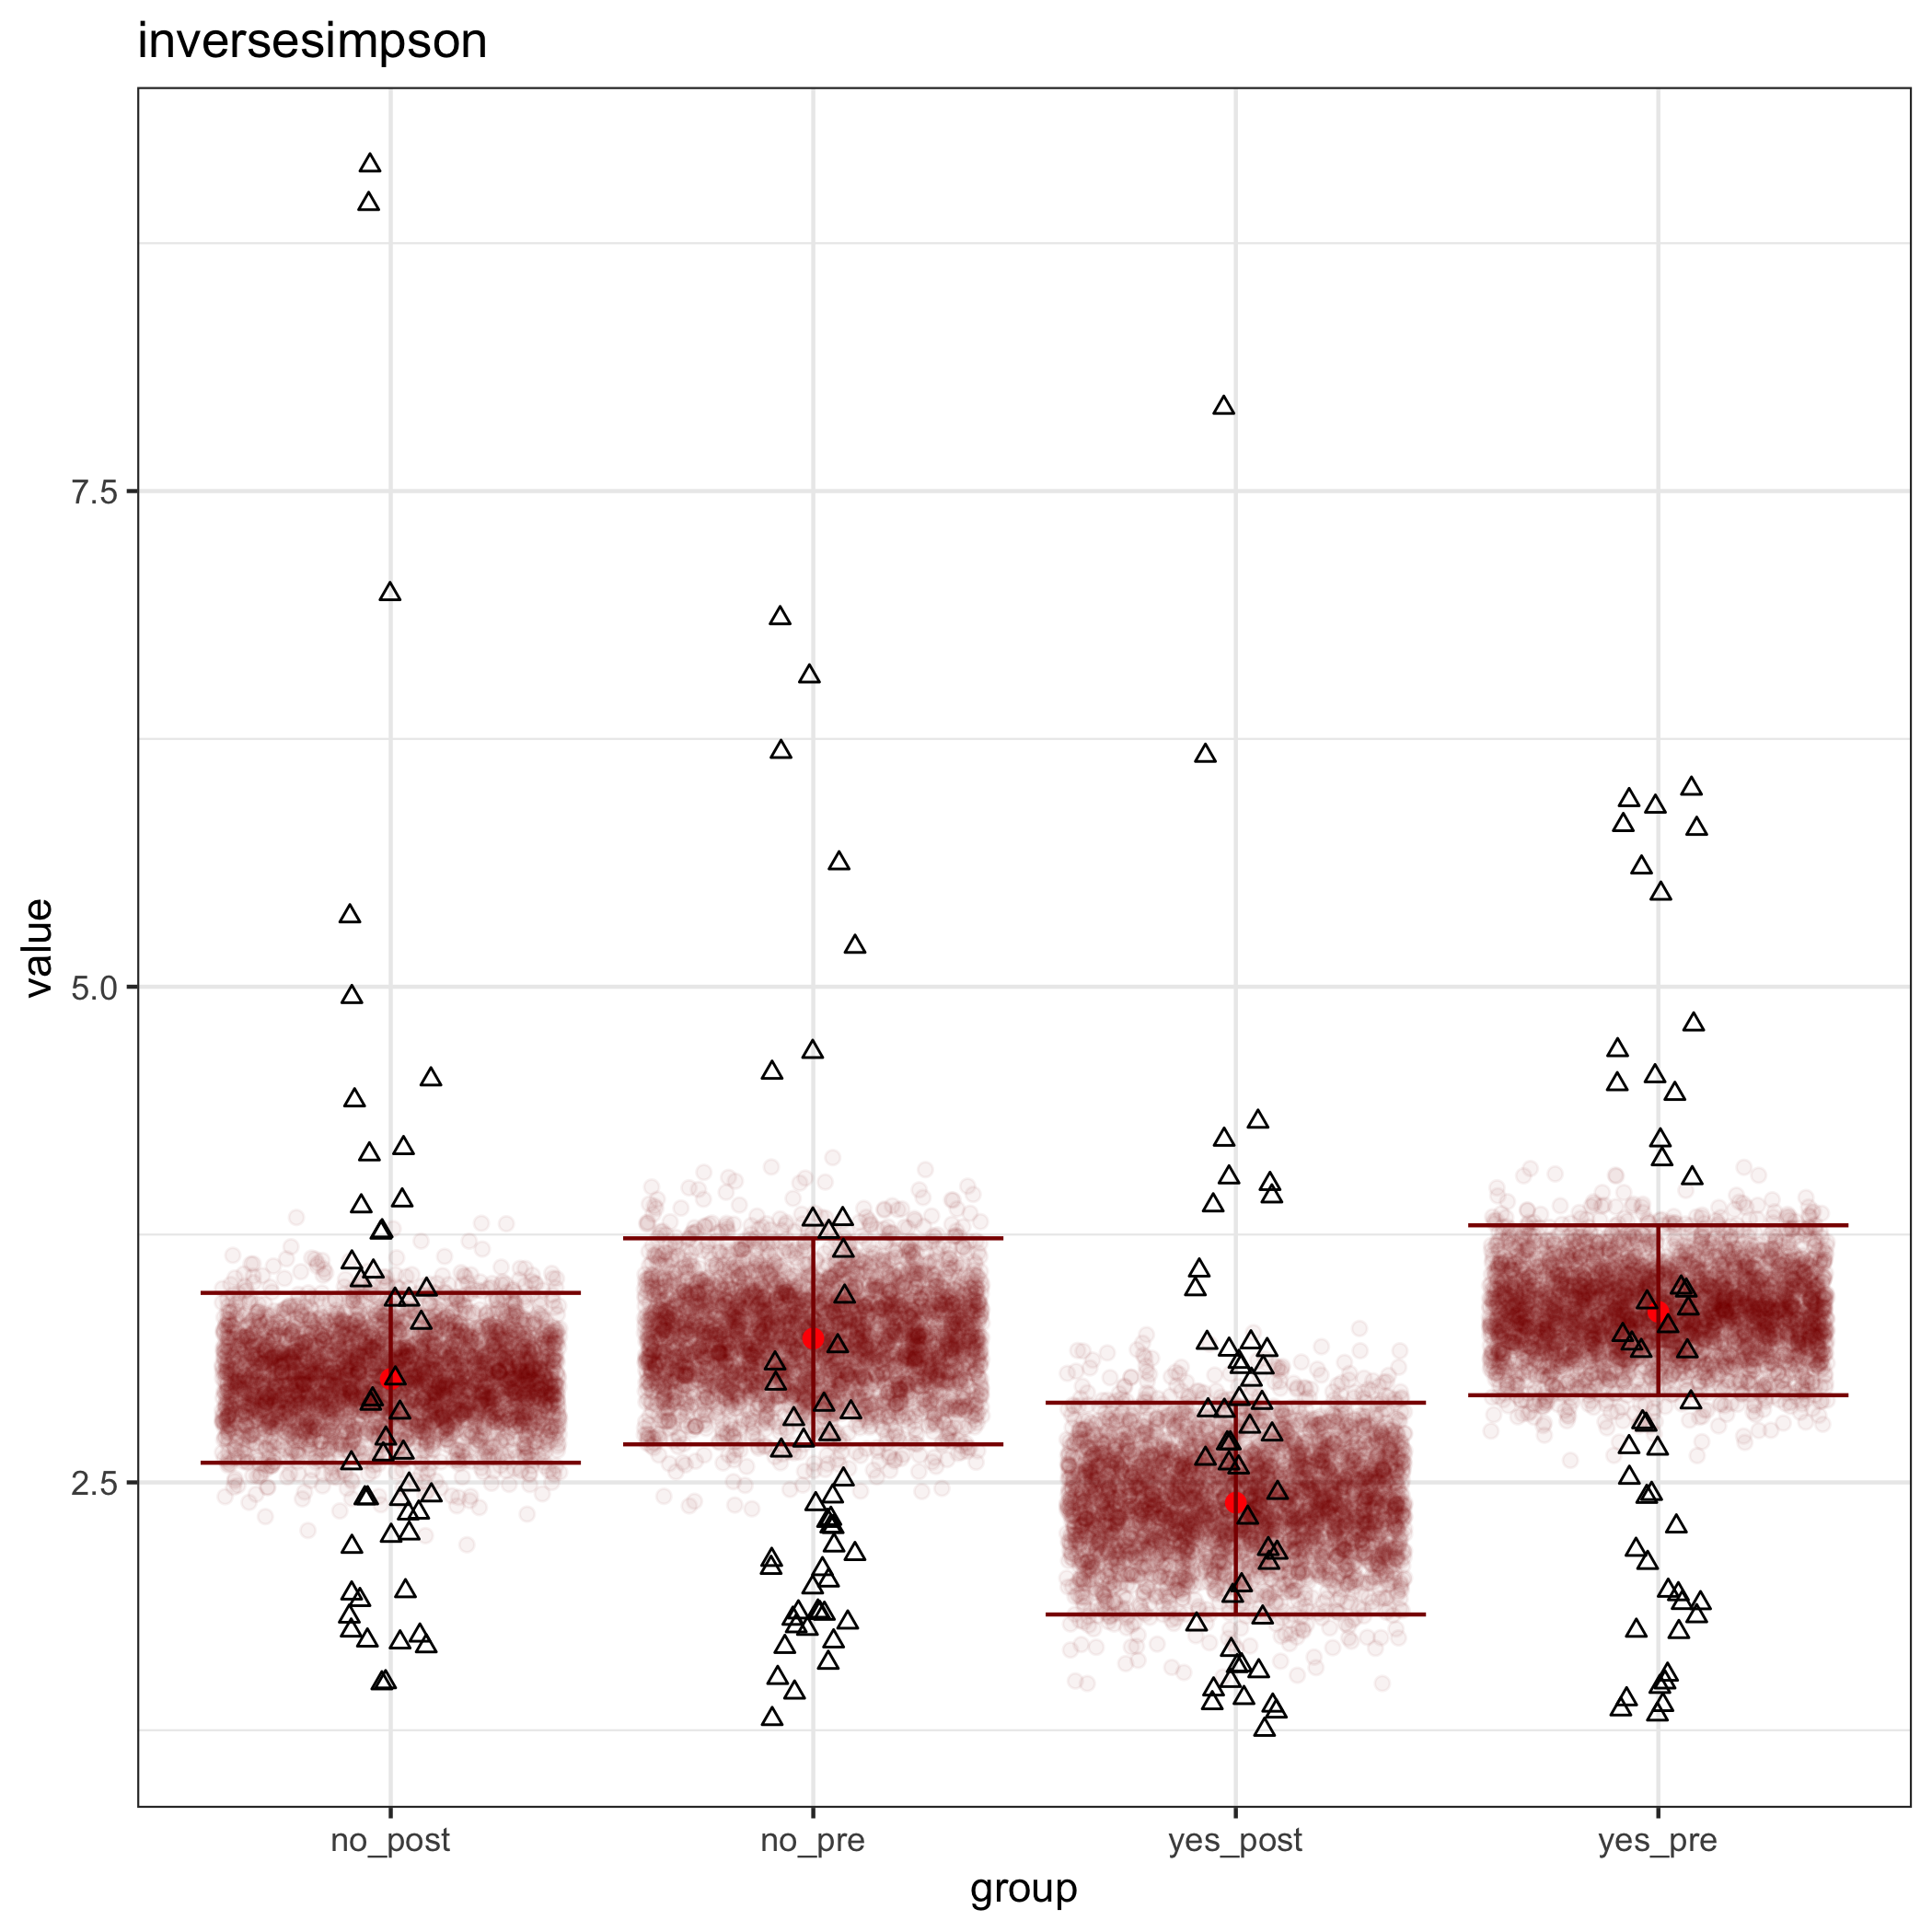 inversesimpson
7.5
5.0
2.5
value
no_post
no_pre
yes_post
yes_pre
group